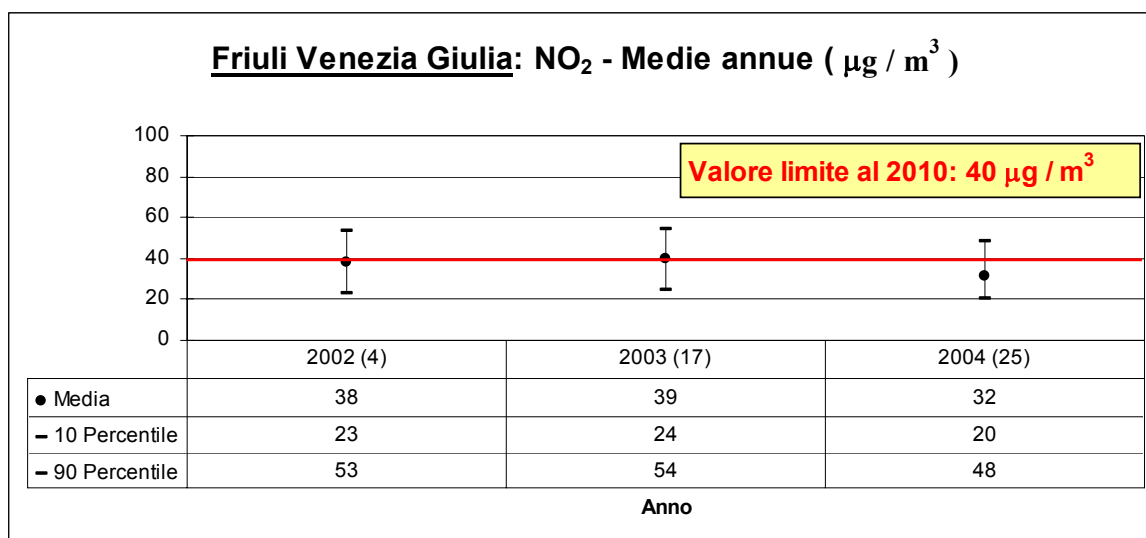 Friuli Venezia Giulia: NO₂ - Medie annue ( μg / m³ )
Valore limite al 2010: 40 μg / m³
100
80
60
40
20
0
2002 (4) 2003 (17) 2004 (25)
Media 38 39 32
10 Percentile 23 24 20
90 Percentile 53 54 48
Anno